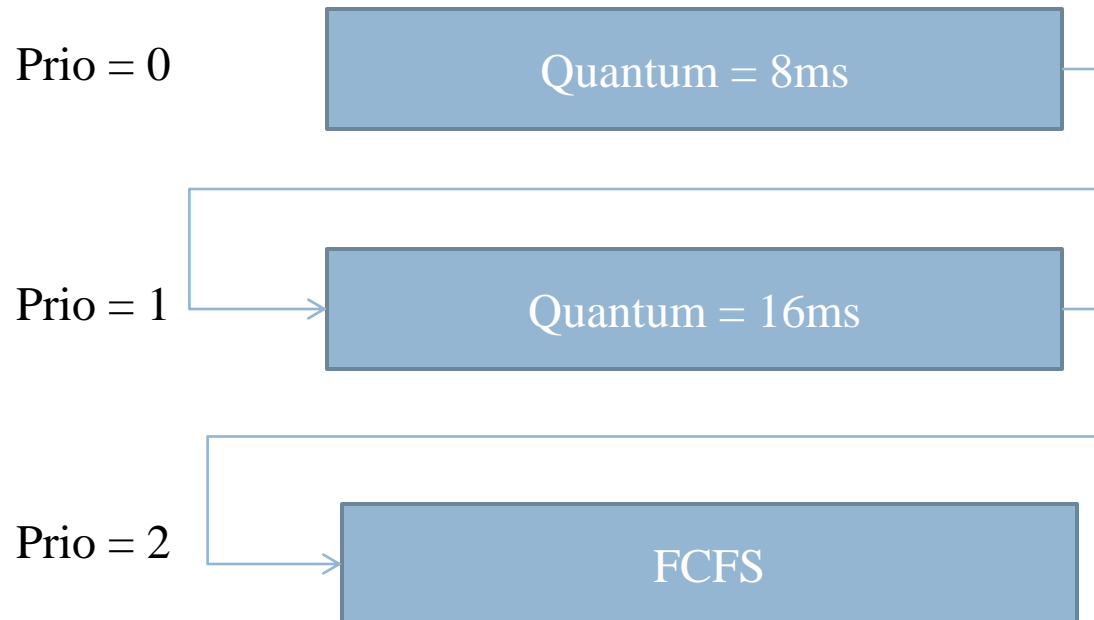 Prio = 0
Quantum = 8ms
Prio = 1
Quantum = 16ms
Prio = 2
FCFS